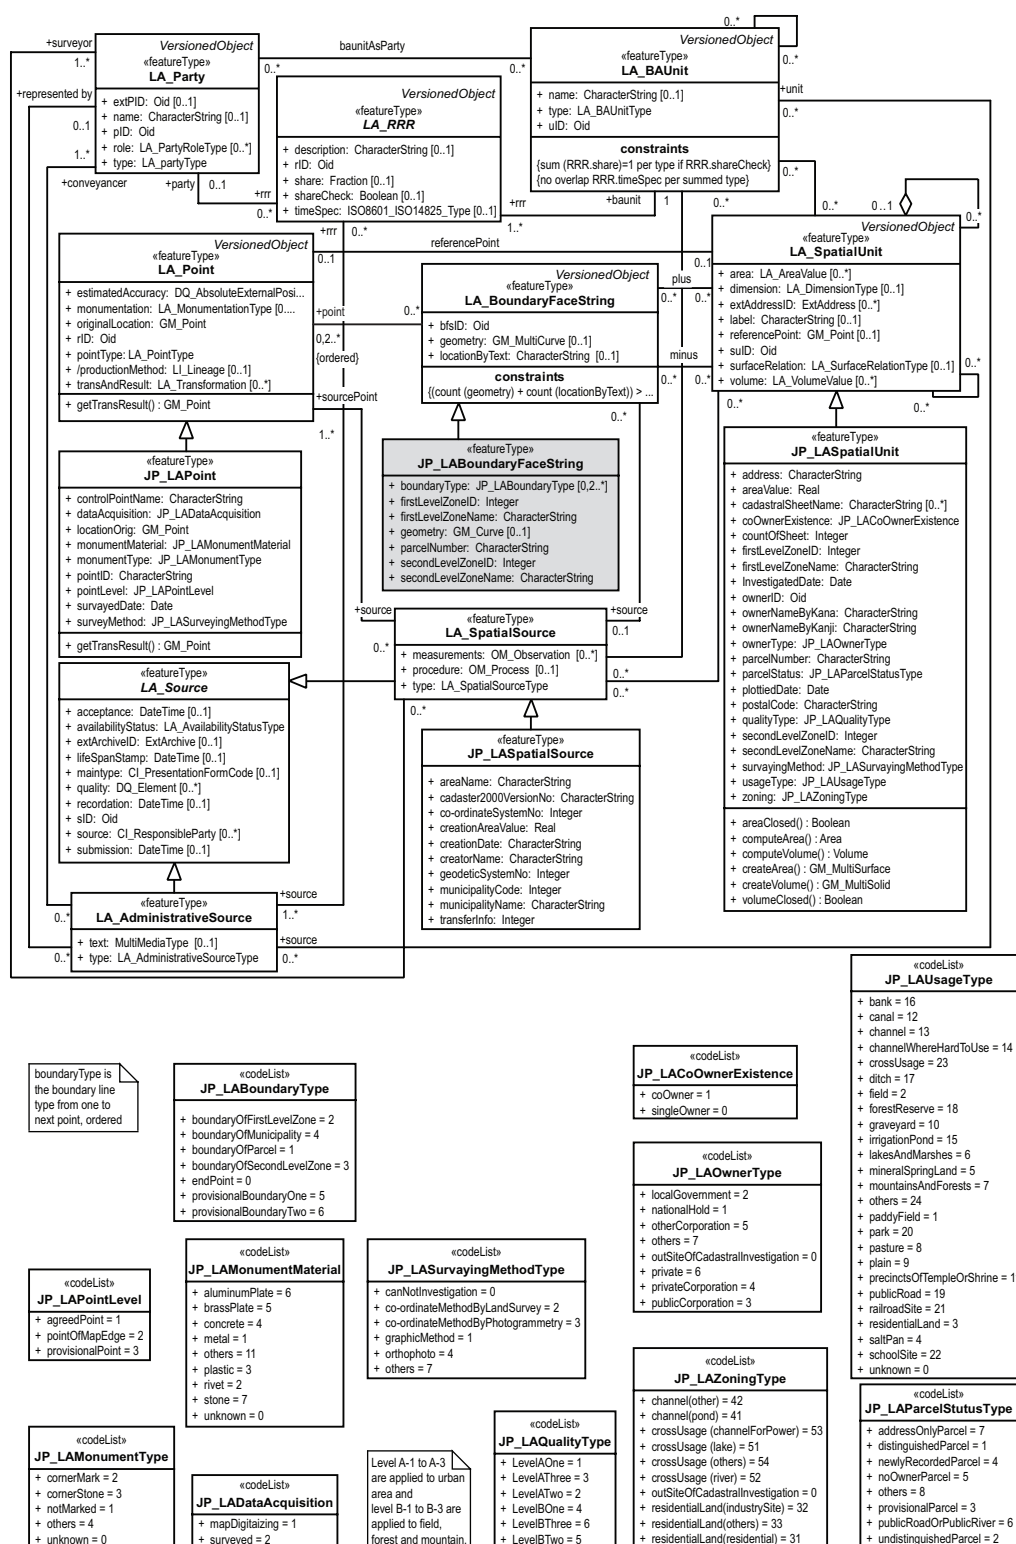 +surveyor
1..*
+represented by
0..1
1..*
+conveyancer
VersionedObject
«featureType»
LA_Party
+ extPID: Oid [0..1]
+ name: CharacterString [0..1]
+ pID: Oid
+ role: LA_PartyRoleType [0..*]
+ type: LA_partyType
+party
0..1
0..*
baunitAsParty
0..*
VersionedObject
«featureType»
LA_RRR
+ description: CharacterString [0..1]
+ rID: Oid
+ share: Fraction [0..1]
+ shareCheck: Boolean [0..1]
+ timeSpec: ISO8601_ISO14825_Type [0..1]
+rrr
0..*
+rrr
0..*
+rrr
1..*
0..*
0..*
VersionedObject
«featureType»
LA_BAUnit
+ name: CharacterString [0..1]
+ type: LA_BAUnitType
+ uID: Oid
constraints
{sum (RRR.share)=1 per type if RRR.shareCheck}
{no overlap RRR.timeSpec per summed type}
+unit
0..*
+baunit
1
0..*
0..*
0..*
0..1
0..*
VersionedObject
«featureType»
LA_Point
+ estimatedAccuracy: DQ_AbsoluteExternalPosi...
+ monumentation: LA_MonumentationType [0....
+ originalLocation: GM_Point
+ rID: Oid
+ pointType: LA_PointType
+ /productionMethod: LI_Lineage [0..1]
+ transAndResult: LA_Transformation [0..*]
+ getTransResult() : GM_Point
0..1
referencePoint
0..1
+point
0..*
0,2..*
{ordered}
+sourcePoint
1..*
VersionedObject
«featureType»
LA_BoundaryFaceString
+ bfsID: Oid
+ geometry: GM_MultiCurve [0..1]
+ locationByText: CharacterString [0..1]
constraints
{(count (geometry) + count (locationByText)) > ...
plus
0..*
0..*
minus
0..*
0..*
0..*
VersionedObject
«featureType»
LA_SpatialUnit
+ area: LA_AreaValue [0..*]
+ dimension: LA_DimensionType [0..1]
+ extAddressID: ExtAddress [0..*]
+ label: CharacterString [0..1]
+ referencePoint: GM_Point [0..1]
+ suID: Oid
+ surfaceRelation: LA_SurfaceRelationType [0..1]
+ volume: LA_VolumeValue [0..*]
0..*
0..*
0..*
«featureType»
JP_LAPoint
+ controlPointName: CharacterString
+ dataAcquisition: JP_LADataAcquisition
+ locationOrig: GM_Point
+ monumentMaterial: JP_LAMonumentMaterial
+ monumentType: JP_LAMonumentType
+ pointID: CharacterString
+ pointLevel: JP_LAPointLevel
+ survayedDate: Date
+ surveyMethod: JP_LASurveyingMethodType
+ getTransResult() : GM_Point
«featureType»
JP_LABoundaryFaceString
+ boundaryType: JP_LABoundaryType [0,2..*]
+ firstLevelZoneID: Integer
+ firstLevelZoneName: CharacterString
+ geometry: GM_Curve [0..1]
+ parcelNumber: CharacterString
+ secondLevelZoneID: Integer
+ secondLevelZoneName: CharacterString
«featureType»
JP_LASpatialUnit
+ address: CharacterString
+ areaValue: Real
+ cadastralSheetName: CharacterString [0..*]
+ coOwnerExistence: JP_LACoOwnerExistence
+ countOfSheet: Integer
+ firstLevelZoneID: Integer
+ firstLevelZoneName: CharacterString
+ InvestigatedDate: Date
+ ownerID: Oid
+ ownerNameByKana: CharacterString
+ ownerNameByKanji: CharacterString
+ ownerType: JP_LAOwnerType
+ parcelNumber: CharacterString
+ parcelStatus: JP_LAParcelStatusType
+ plottiedDate: Date
+ postalCode: CharacterString
+ qualityType: JP_LAQualityType
+ secondLevelZoneID: Integer
+ secondLevelZoneName: CharacterString
+ survayingMethod: JP_LASurvayingMethodType
+ usageType: JP_LAUsageType
+ zoning: JP_LAZoningType
+ areaClosed() : Boolean
+ computeArea() : Area
+ computeVolume() : Volume
+ createArea() : GM_MultiSurface
+ createVolume() : GM_MultiSolid
+ volumeClosed() : Boolean
+source
0..*
«featureType»
LA_SpatialSource
+ measurements: OM_Observation [0..*]
+ procedure: OM_Process [0..1]
+ type: LA_SpatialSourceType
+source
0..1
0..*
0..*
0..*
«featureType»
LA_Source
+ acceptance: DateTime [0..1]
+ availabilityStatus: LA_AvailabilityStatusType
+ extArchiveID: ExtArchive [0..1]
+ lifeSpanStamp: DateTime [0..1]
+ maintype: CI_PresentationFormCode [0..1]
+ quality: DQ_Element [0..*]
+ recordation: DateTime [0..1]
+ sID: Oid
+ source: CI_ResponsibleParty [0..*]
+ submission: DateTime [0..1]
«featureType»
JP_LASpatialSource
+ areaName: CharacterString
+ cadaster2000VersionNo: CharacterString
+ co-ordinateSystemNo: Integer
+ creationAreaValue: Real
+ creationDate: CharacterString
+ creatorName: CharacterString
+ geodeticSystemNo: Integer
+ municipalityCode: Integer
+ municipalityName: CharacterString
+ transferInfo: Integer
«featureType»
LA_AdministrativeSource
+ text: MultiMediaType [0..1]
+ type: LA_AdministrativeSourceType
0..*
0..*
+source
1..*
+source
0..*
boundaryType is
the boundary line
type from one to
next point, ordered
«codeList»
JP_LABoundaryType
+ boundaryOfFirstLevelZone = 2
+ boundaryOfMunicipality = 4
+ boundaryOfParcel = 1
+ boundaryOfSecondLevelZone = 3
+ endPoint = 0
+ provisionalBoundaryOne = 5
+ provisionalBoundaryTwo = 6
«codeList»
JP_LACoOwnerExistence
+ coOwner = 1
+ singleOwner = 0
«codeList»
JP_LAOwnerType
+ localGovernment = 2
+ nationalHold = 1
+ otherCorporation = 5
+ others = 7
+ outSiteOfCadastralInvestigation = 0
+ private = 6
+ privateCorporation = 4
+ publicCorporation = 3
«codeList»
JP_LAUsageType
+ bank = 16
+ canal = 12
+ channel = 13
+ channelWhereHardToUse = 14
+ crossUsage = 23
+ ditch = 17
+ field = 2
+ forestReserve = 18
+ graveyard = 10
+ irrigationPond = 15
+ lakesAndMarshes = 6
+ mineralSpringLand = 5
+ mountainsAndForests = 7
+ others = 24
+ paddyField = 1
+ park = 20
+ pasture = 8
+ plain = 9
+ precinctsOfTempleOrShrine = 1
+ publicRoad = 19
+ railroadSite = 21
+ residentialLand = 3
+ saltPan = 4
+ schoolSite = 22
+ unknown = 0
«codeList»
JP_LAPointLevel
+ agreedPoint = 1
+ pointOfMapEdge = 2
+ provisionalPoint = 3
«codeList»
JP_LAMonumentMaterial
+ aluminumPlate = 6
+ brassPlate = 5
+ concrete = 4
+ metal = 1
+ others = 11
+ plastic = 3
+ rivet = 2
+ stone = 7
+ unknown = 0
«codeList»
JP_LASurvayingMethodType
+ canNotInvestigation = 0
+ co-ordinateMethodByLandSurvey = 2
+ co-ordinateMethodByPhotogrammetry = 3
+ graphicMethod = 1
+ orthophoto = 4
+ others = 7
«codeList»
JP_LAMonumentType
+ cornerMark = 2
+ cornerStone = 3
+ notMarked = 1
+ others = 4
+ unknown = 0
«codeList»
JP_LADataAcquisition
+ mapDigitaizing = 1
+ surveyed = 2
Level A-1 to A-3
are applied to urban
area and
level B-1 to B-3 are
applied to field,
forest and mountain.
«codeList»
JP_LAQualityType
+ LevelAOne = 1
+ LevelAThree = 3
+ LevelATwo = 2
+ LevelBOne = 4
+ LevelBThree = 6
+ LevelBTwo = 5
«codeList»
JP_LAZoningType
+ channel(other) = 42
+ channel(pond) = 41
+ crossUsage (channelForPower) = 53
+ crossUsage (lake) = 51
+ crossUsage (others) = 54
+ crossUsage (river) = 52
+ outSiteOfCadastralInvestigation = 0
+ residentialLand(industrySite) = 32
+ residentialLand(others) = 33
+ residentialLand(residential) = 31
«codeList»
JP_LAParcelStutusType
+ addressOnlyParcel = 7
+ distinguishedParcel = 1
+ newlyRecordedParcel = 4
+ noOwnerParcel = 5
+ others = 8
+ provisionalParcel = 3
+ publicRoadOrPublicRiver = 6
+ undistinguishedParcel = 2